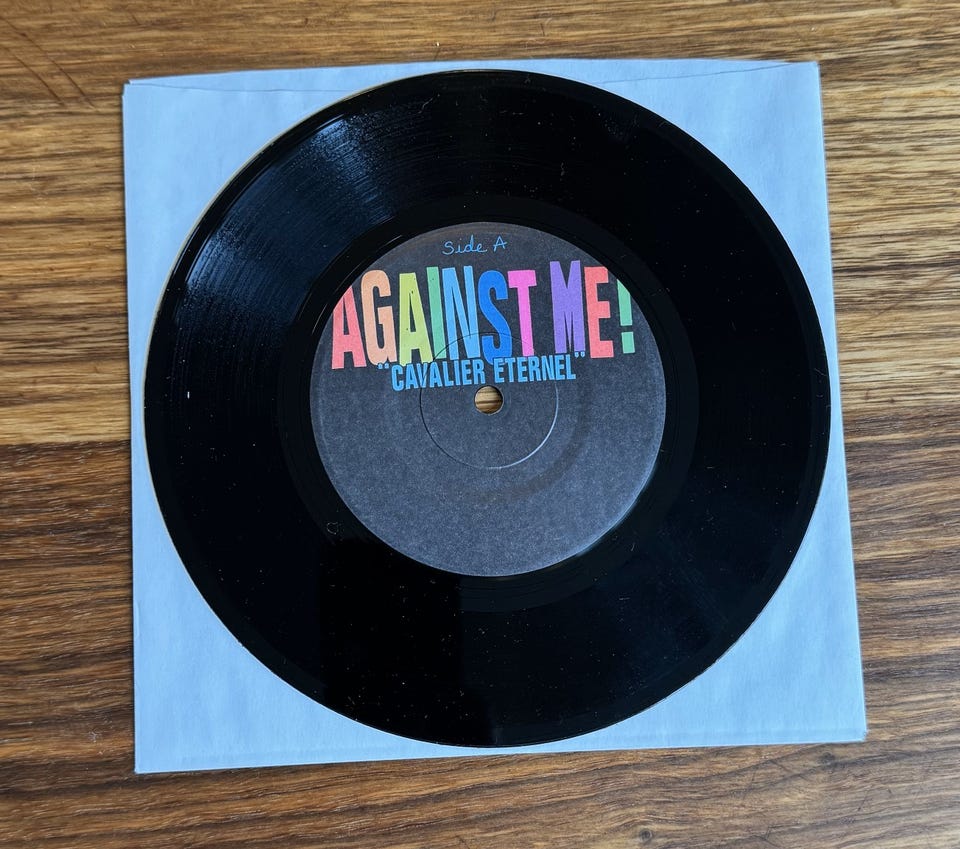 Side A
AGAINST ME!
"CAVALIER ETERNEL"